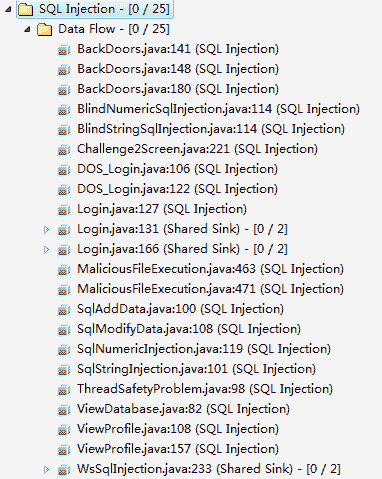 SQL Injection - [0 / 25]
Data Flow - [0 / 25]
BackDoors.java:141 (SQL Injection)
BackDoors.java:148 (SQL Injection)
BackDoors.java:180 (SQL Injection)
BlindNumericSqlInjection.java:114 (SQL Injection)
BlindStringSqlInjection.java:114 (SQL Injection)
Challenge2Screen.java:221 (SQL Injection)
DOS_Login.java:106 (SQL Injection)
DOS_Login.java:122 (SQL Injection)
Login.java:127 (SQL Injection)
Login.java:131 (Shared Sink) - [0 / 2]
Login.java:166 (Shared Sink) - [0 / 2]
MaliciousFileExecution.java:463 (SQL Injection)
MaliciousFileExecution.java:471 (SQL Injection)
SqlAddData.java:100 (SQL Injection)
SqlModifyData.java:108 (SQL Injection)
SqlNumericInjection.java:119 (SQL Injection)
SqlStringInjection.java:101 (SQL Injection)
ThreadSafetyProblem.java:98 (SQL Injection)
ViewDatabase.java:82 (SQL Injection)
ViewProfile.java:108 (SQL Injection)
ViewProfile.java:157 (SQL Injection)
WsSqlInjection.java:233 (Shared Sink) - [0 / 2]